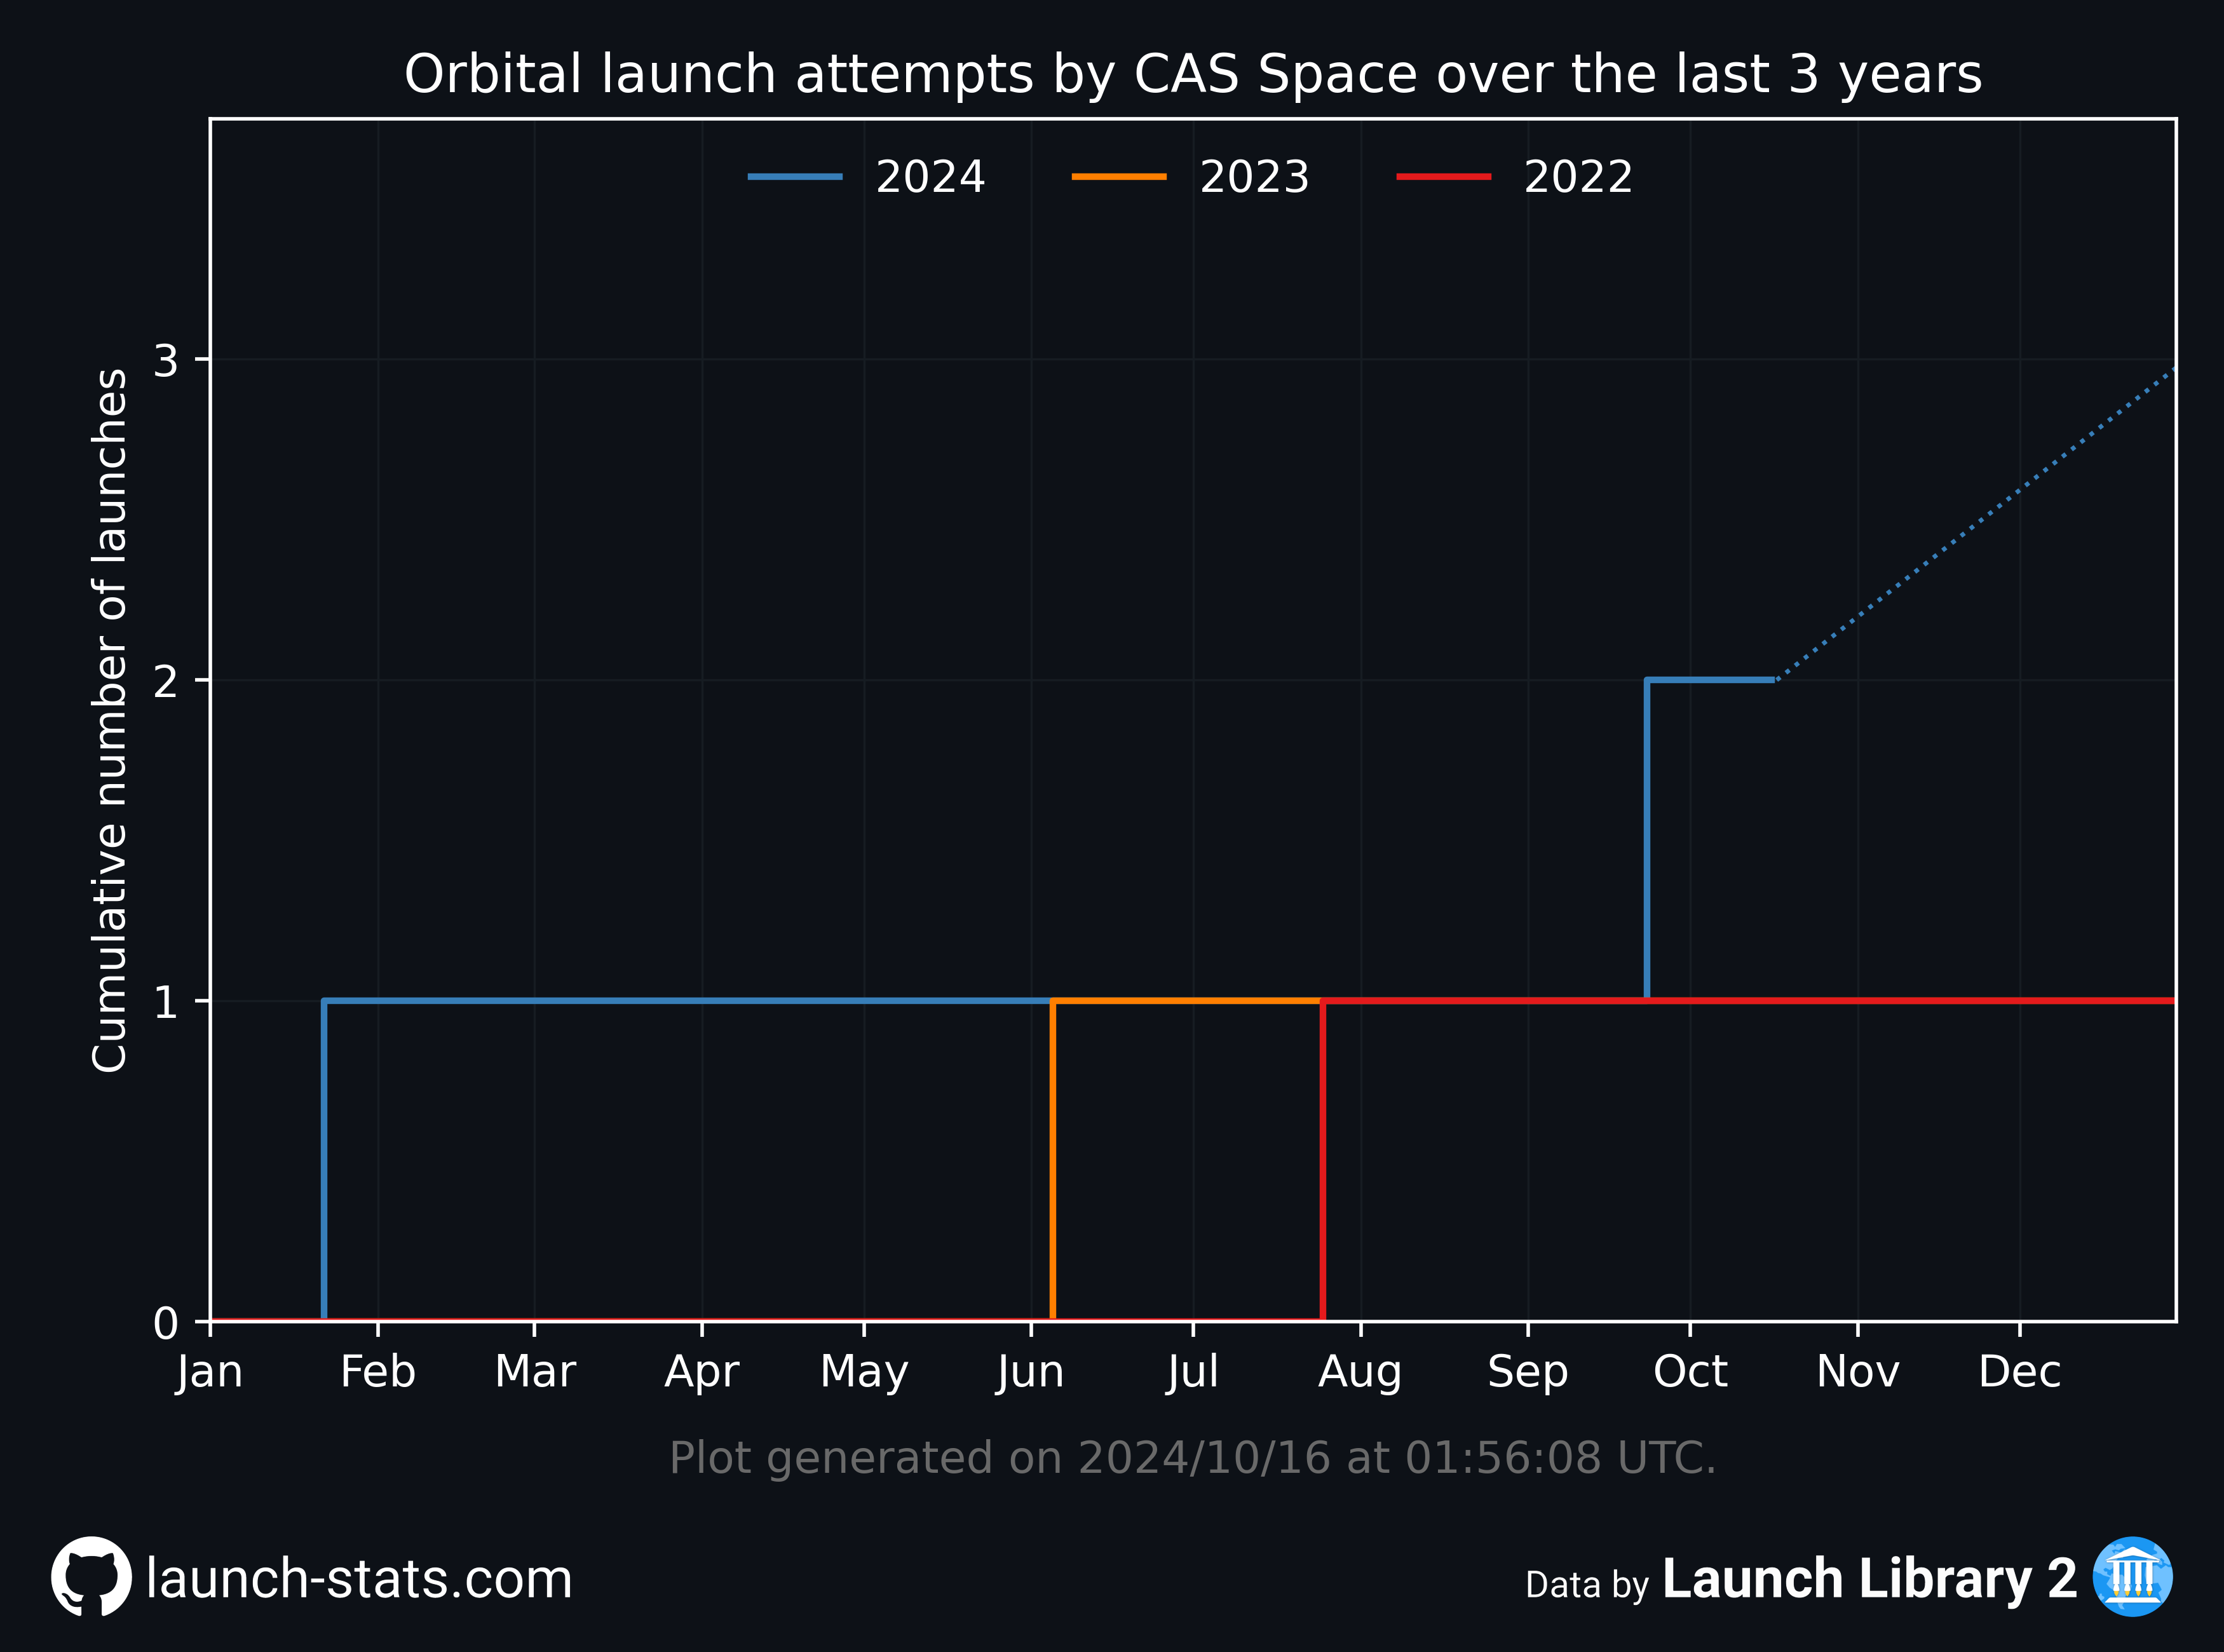 Orbital launch attempts by CAS Space over the last 3 years
2024 2023 2022
Cumulative number of launches
3
2
1
0
Jan Feb Mar Apr May Jun Jul Aug Sep Oct Nov Dec
Plot generated on 2024/10/16 at 01:56:08 UTC.
launch-stats.com
Data by Launch Library 2